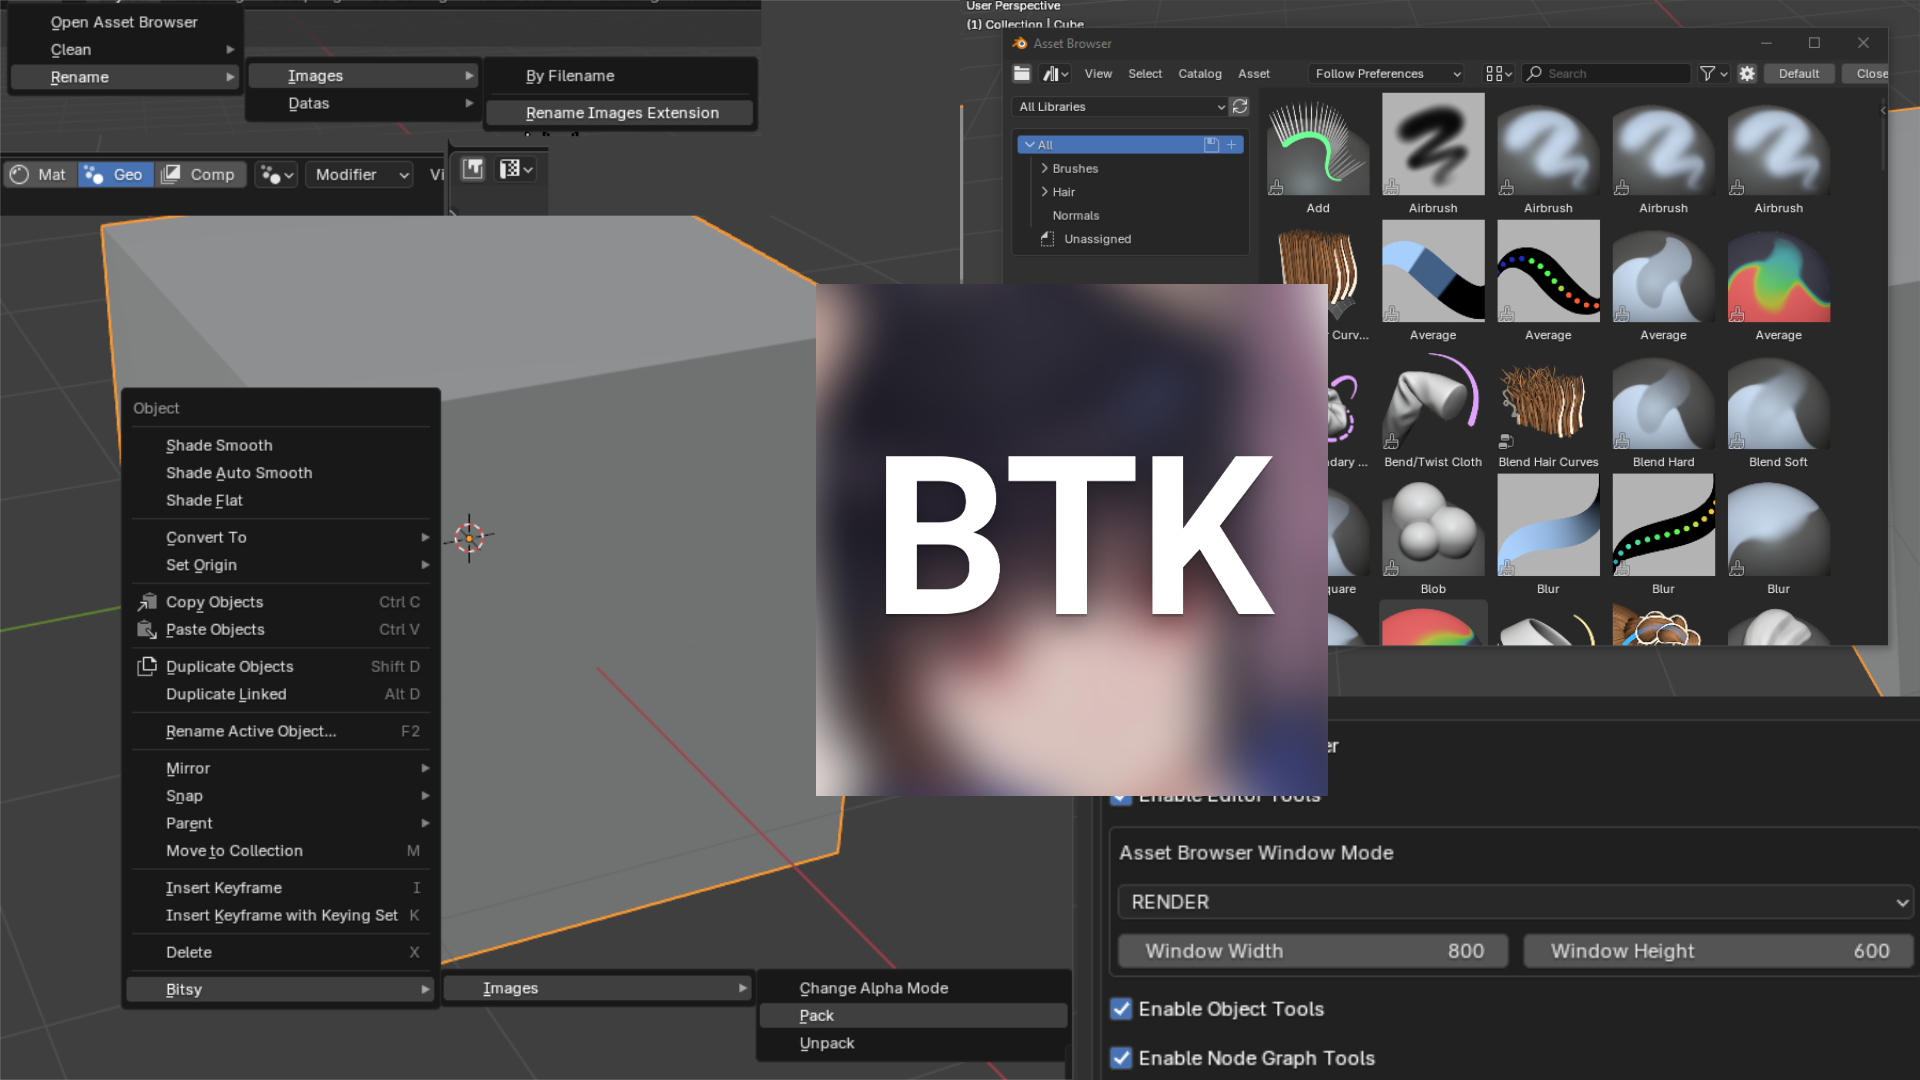 Open Asset Browser
Clean
Rename
Images
Datas
By Filename
Rename Images Extension
Mat
Geo
Comp
Modifier
Vi
User Perspective
(1) Collection | Cube
Asset Browser
View
Select
Catalog
Asset
Follow Preferences
Search
Default
Close
All Libraries
All
Brushes
Hair
Normals
Unassigned
Add
Airbrush
Airbrush
Airbrush
Airbrush
Curv...
Average
Average
Average
Average
dary ...
Bend/Twist Cloth
Blend Hair Curves
Blend Hard
Blend Soft
quare
Blob
Blur
Blur
Blur
BTK
Object
Shade Smooth
Shade Auto Smooth
Shade Flat
Convert To
Set Origin
Copy Objects Ctrl C
Paste Objects Ctrl V
Duplicate Objects Shift D
Duplicate Linked Alt D
Rename Active Object... F2
Mirror
Snap
Parent
Move to Collection M
Insert Keyframe I
Insert Keyframe with Keying Set K
Delete X
Bitsy
Images
Change Alpha Mode
Pack
Unpack
er
Enable Editor Tools
Asset Browser Window Mode
RENDER
Window Width 800
Window Height 600
Enable Object Tools
Enable Node Graph Tools